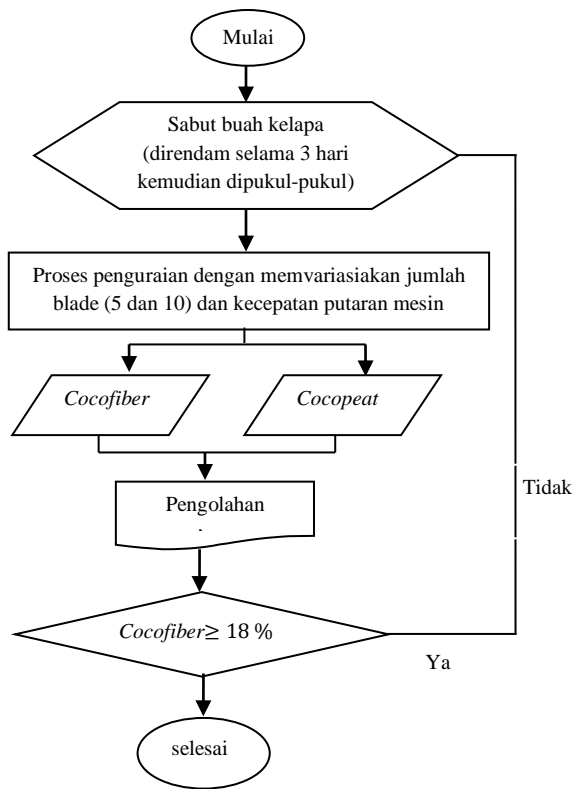 Mulai
Sabut buah kelapa
(direndam selama 3 hari
kemudian dipukul-pukul)
Proses penguraian dengan memvariasiakan jumlah
blade (5 dan 10) dan kecepatan putaran mesin
Cocofiber
Cocopeat
Pengolahan
Tidak
Cocofiber≥ 18 %
Ya
selesai